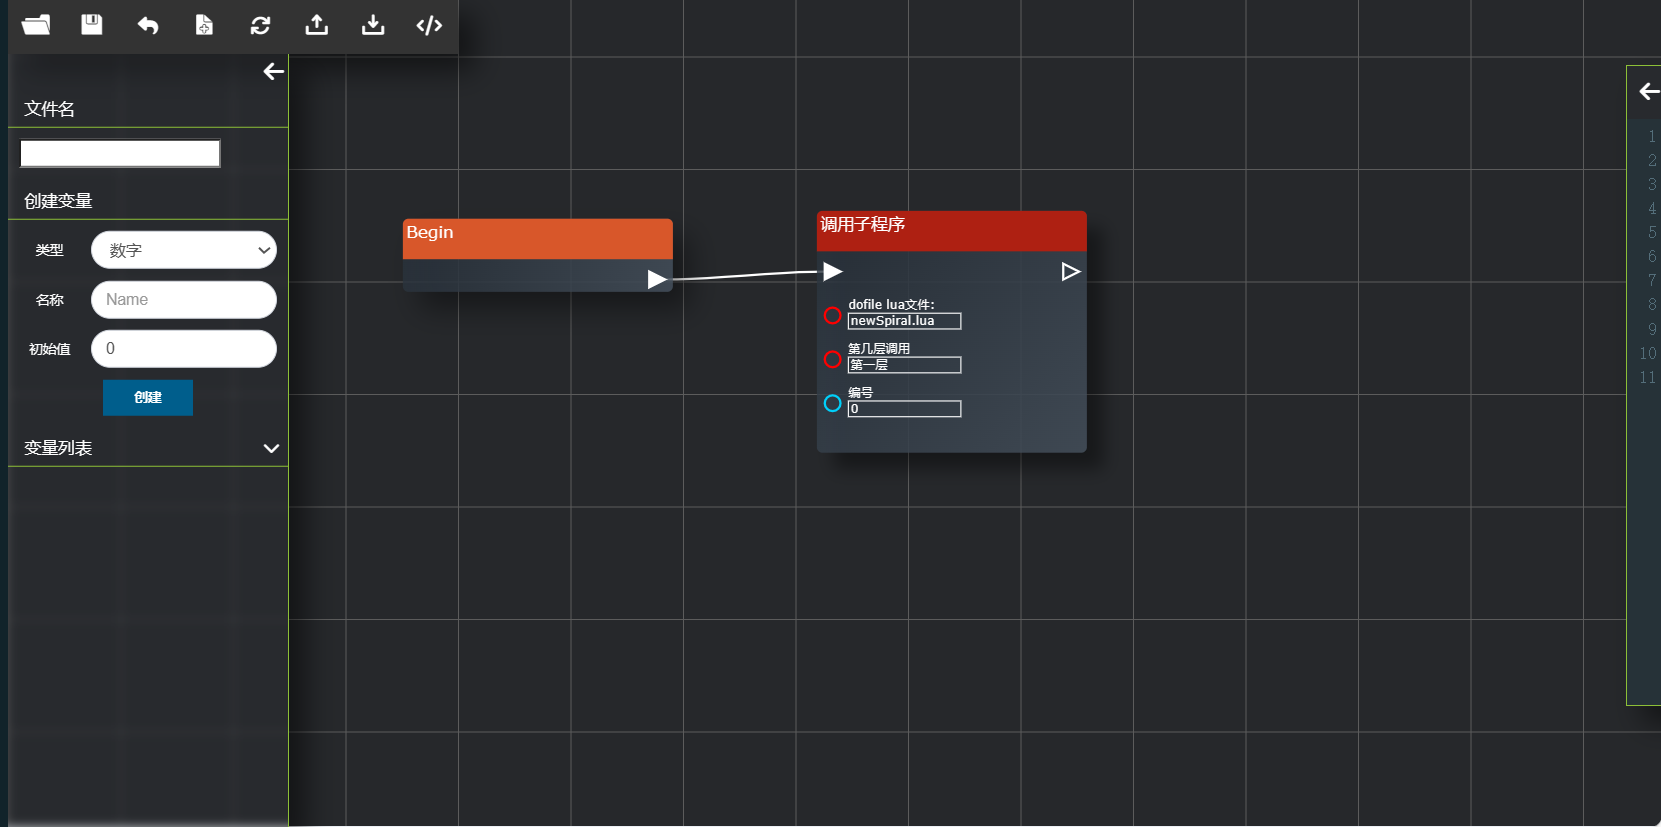 文件名
创建变量
类型
数字
名称
Name
初始值
0
创建
变量列表
Begin
调用子程序
dofile lua文件:
newSpiral.lua
第几层调用
第一层
编号
0
1
2
3
4
5
6
7
8
9
10
11